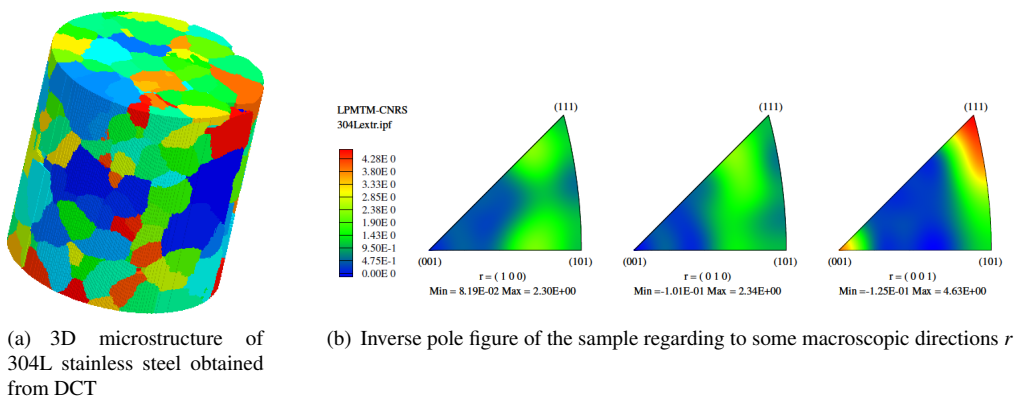 LPMTM-CNRS
304Lextr.ipf
4.28E 0
3.80E 0
3.33E 0
2.85E 0
2.38E 0
1.90E 0
1.43E 0
9.50E-1
4.75E-1
0.00E 0
(111)
(001)
(101)
r = ( 1 0 0 )
Min = 8.19E-02 Max = 2.30E+00
(111)
(001)
(101)
r = ( 0 1 0 )
Min =-1.01E-01 Max = 2.34E+00
(111)
(001)
(101)
r = ( 0 0 1 )
Min =-1.25E-01 Max = 4.63E+00
(a) 3D microstructure of
304L stainless steel obtained
from DCT
(b) Inverse pole figure of the sample regarding to some macroscopic directions r